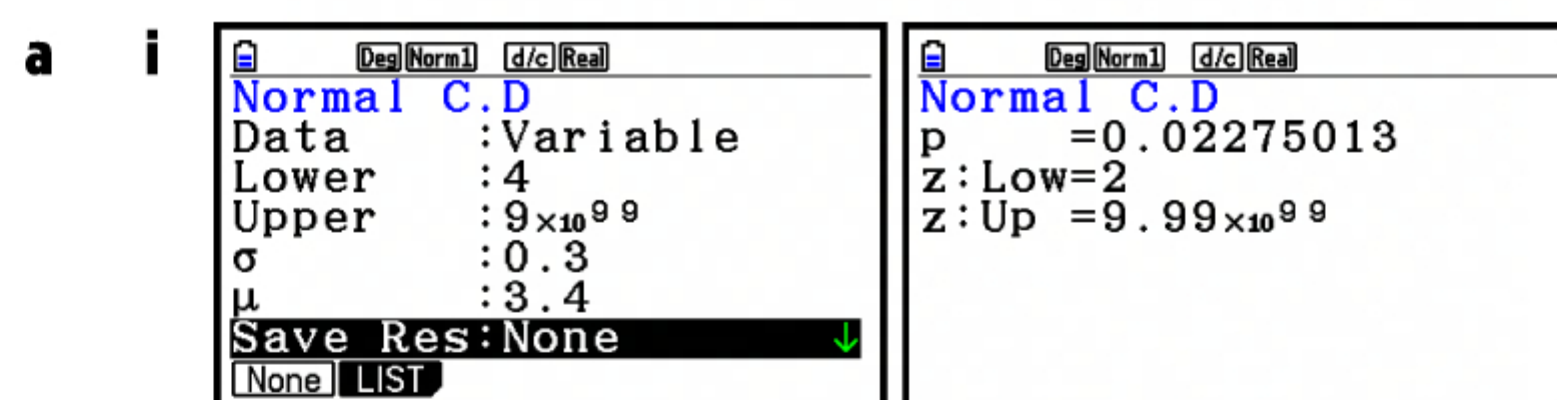 a i
Deg Norm1 d/c Real
Normal C.D
Data :Variable
Lower :4
Upper :9×10⁹⁹
σ :0.3
μ :3.4
Save Res:None ↓
None LIST
Deg Norm1 d/c Real
Normal C.D
p =0.02275013
z:Low=2
z:Up =9.99×10⁹⁹